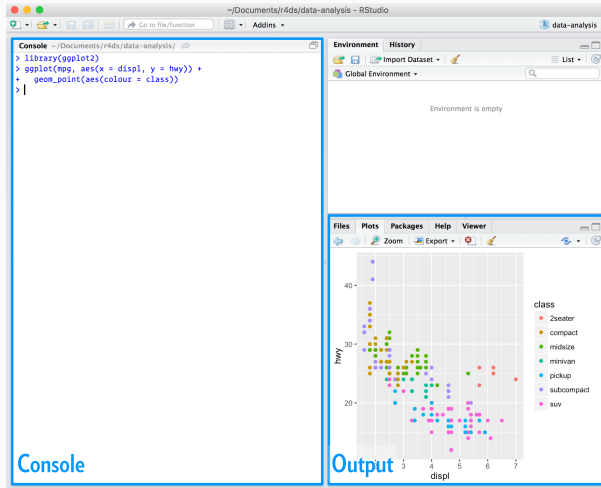 ~/Documents/r4ds/data-analysis - RStudio
Go to file/function
Addins
data-analysis
Console ~/Documents/r4ds/data-analysis/
> library(ggplot2)
> ggplot(mpg, aes(x = displ, y = hwy)) +
+   geom_point(aes(colour = class))
>
Environment History
Import Dataset
List
Global Environment
Environment is empty
Files Plots Packages Help Viewer
Zoom Export
40
30
20
hwy
3 4 5 6 7
displ
class
2seater
compact
midsize
minivan
pickup
subcompact
suv
Console
Output